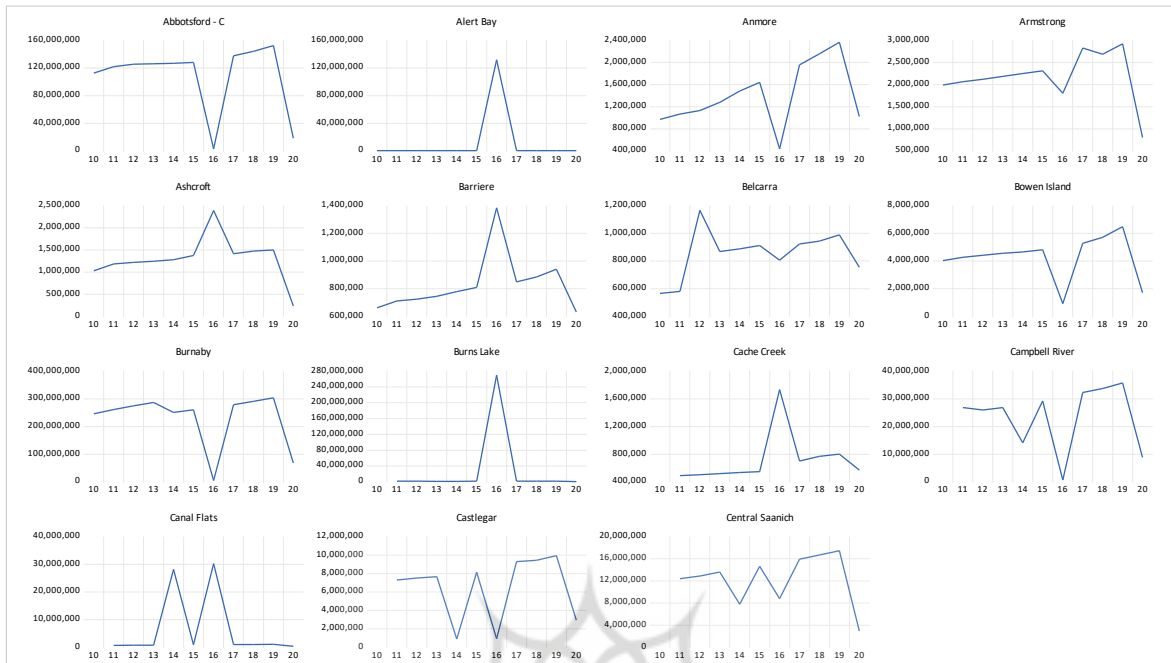 Abbotsford - C
160,000,000
120,000,000
80,000,000
40,000,000
0
10 11 12 13 14 15 16 17 18 19 20
Alert Bay
160,000,000
120,000,000
80,000,000
40,000,000
0
10 11 12 13 14 15 16 17 18 19 20
Anmore
2,400,000
2,000,000
1,600,000
1,200,000
800,000
400,000
10 11 12 13 14 15 16 17 18 19 20
Armstrong
3,000,000
2,500,000
2,000,000
1,500,000
1,000,000
500,000
10 11 12 13 14 15 16 17 18 19 20
Ashcroft
2,500,000
2,000,000
1,500,000
1,000,000
500,000
0
10 11 12 13 14 15 16 17 18 19 20
Barriere
1,400,000
1,200,000
1,000,000
800,000
600,000
10 11 12 13 14 15 16 17 18 19 20
Belcarra
1,200,000
1,000,000
800,000
600,000
400,000
10 11 12 13 14 15 16 17 18 19 20
Bowen Island
8,000,000
6,000,000
4,000,000
2,000,000
0
10 11 12 13 14 15 16 17 18 19 20
Burnaby
400,000,000
300,000,000
200,000,000
100,000,000
0
10 11 12 13 14 15 16 17 18 19 20
Burns Lake
280,000,000
240,000,000
200,000,000
160,000,000
120,000,000
80,000,000
40,000,000
0
10 11 12 13 14 15 16 17 18 19 20
Cache Creek
2,000,000
1,600,000
1,200,000
800,000
400,000
10 11 12 13 14 15 16 17 18 19 20
Campbell River
40,000,000
30,000,000
20,000,000
10,000,000
0
10 11 12 13 14 15 16 17 18 19 20
Canal Flats
40,000,000
30,000,000
20,000,000
10,000,000
0
10 11 12 13 14 15 16 17 18 19 20
Castlegar
12,000,000
10,000,000
8,000,000
6,000,000
4,000,000
2,000,000
0
10 11 12 13 14 15 16 17 18 19 20
Central Saanich
20,000,000
16,000,000
12,000,000
8,000,000
4,000,000
0
10 11 12 13 14 15 16 17 18 19 20